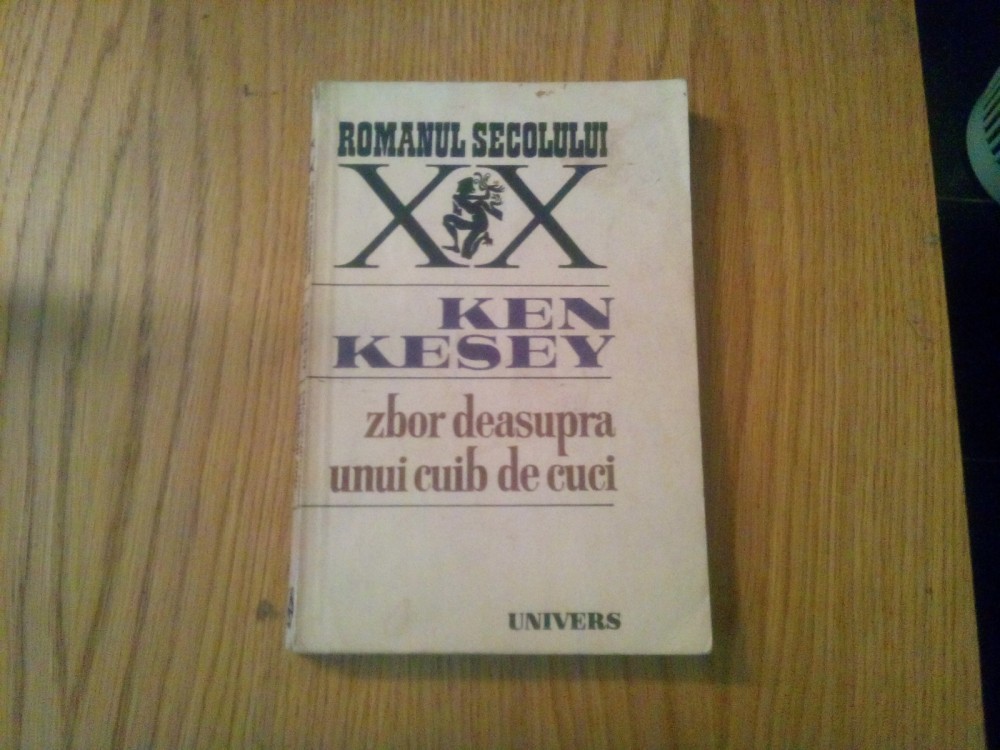 ROMANUL SECOLULUI
XX
KEN
KESEY
zbor deasupra
unui cuib de cuci
UNIVERS